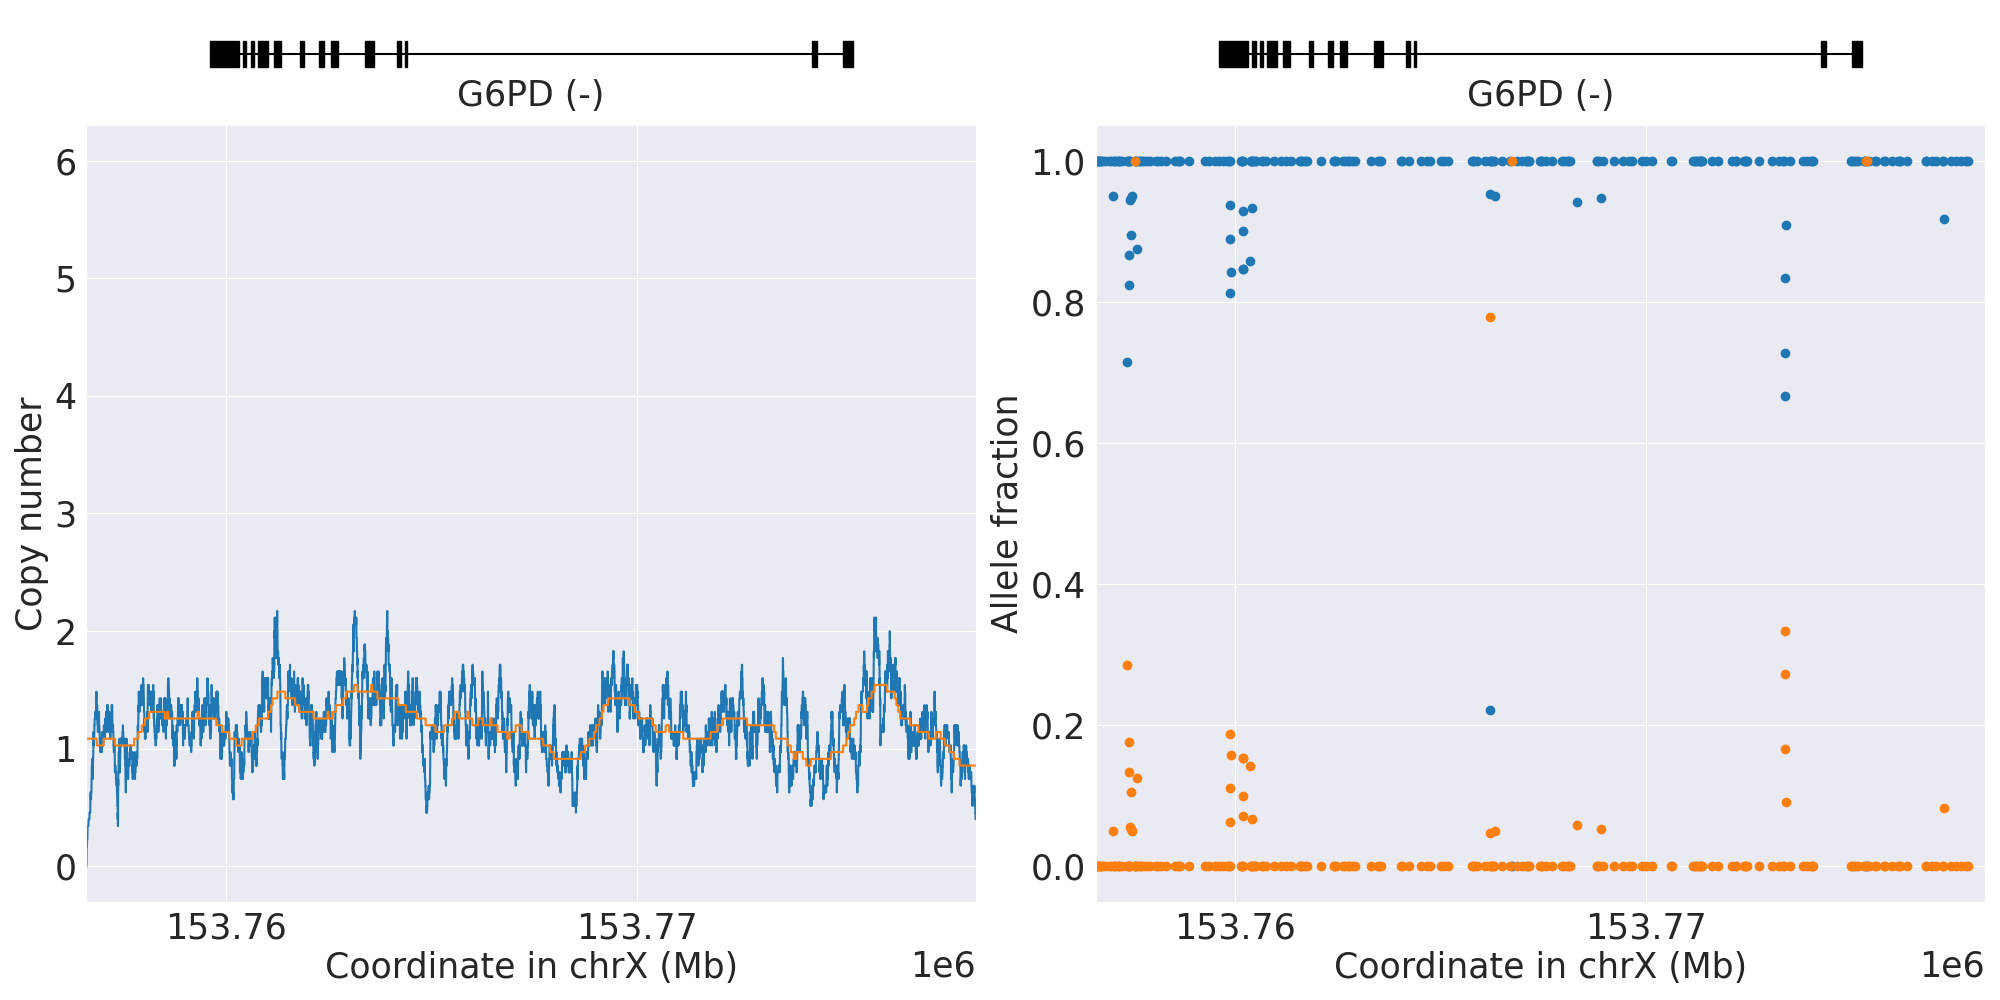 G6PD (-)
6
5
4
3
2
1
0
Copy number
153.76
153.77
Coordinate in chrX (Mb)
1e6
G6PD (-)
1.0
0.8
0.6
0.4
0.2
0.0
Allele fraction
153.76
153.77
Coordinate in chrX (Mb)
1e6